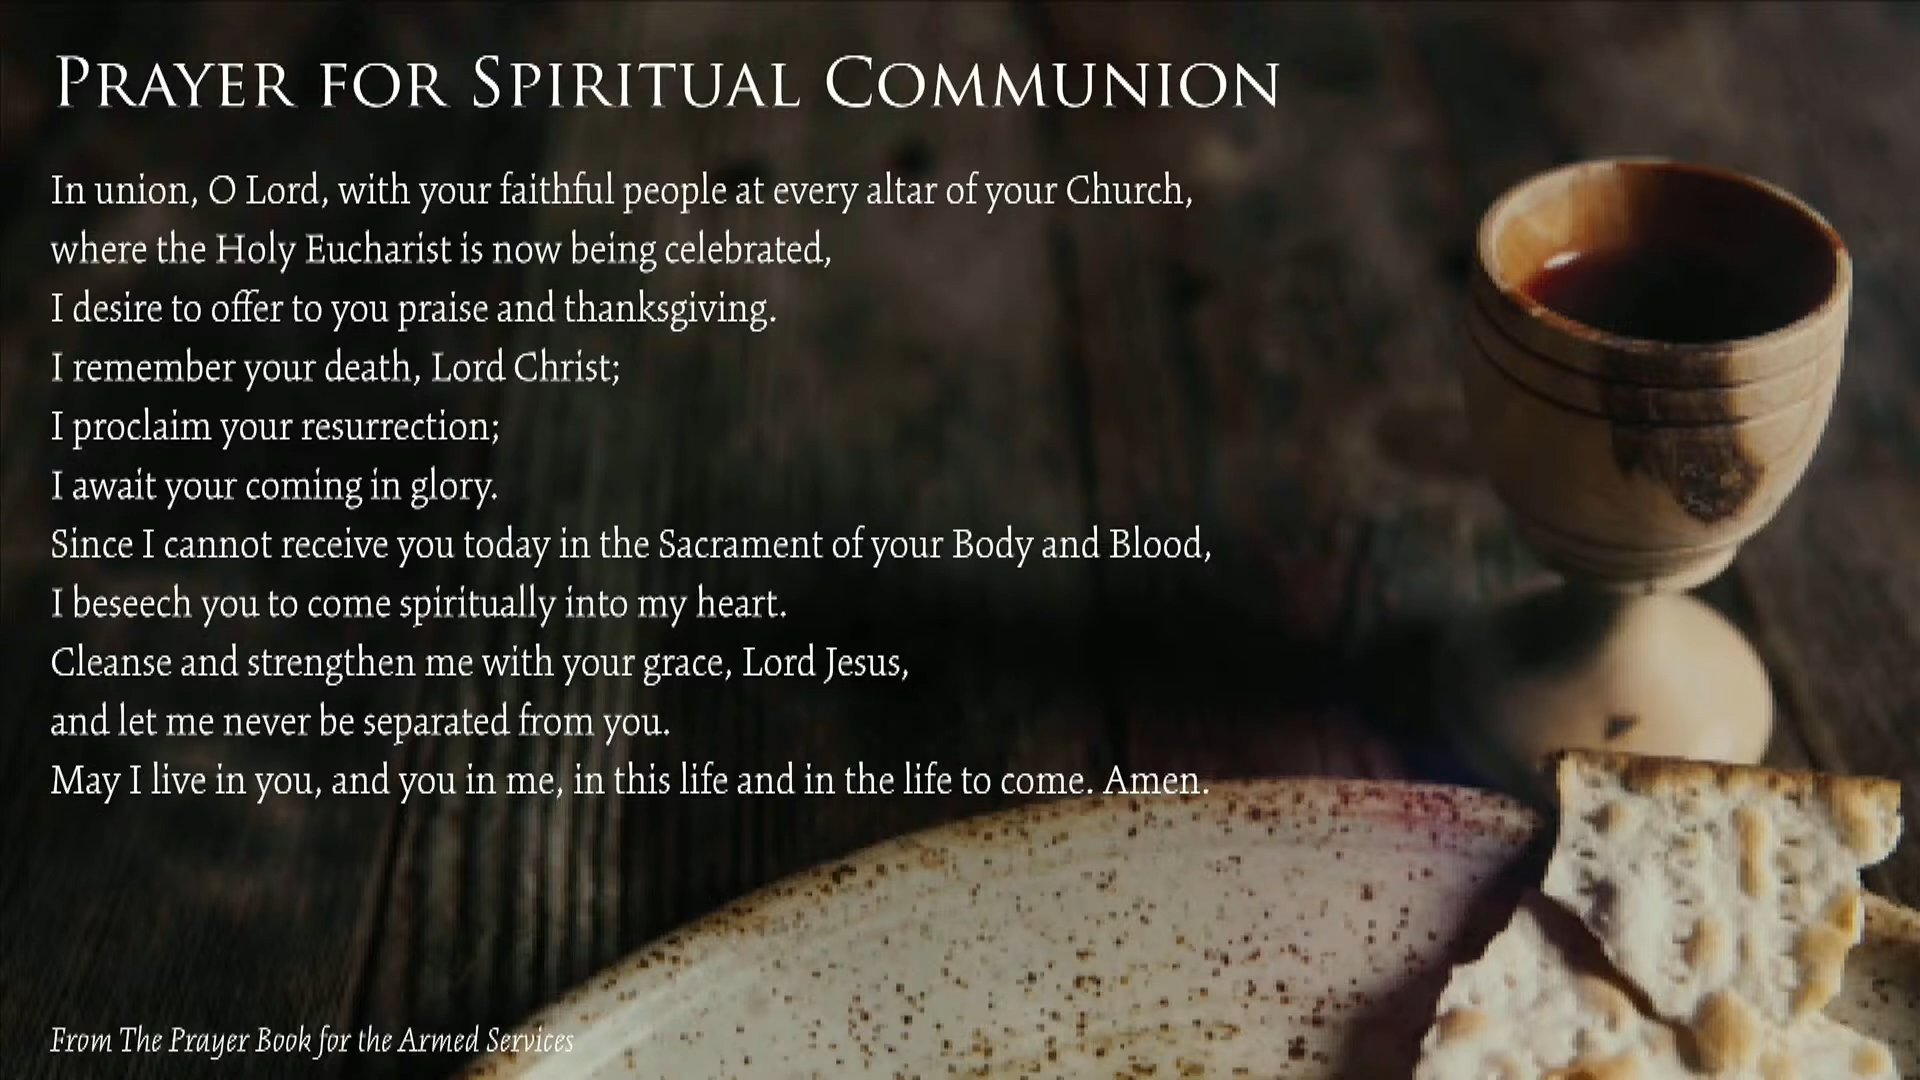 PRAYER FOR SPIRITUAL COMMUNION
In union, O Lord, with your faithful people at every altar of your Church,
where the Holy Eucharist is now being celebrated,
I desire to offer to you praise and thanksgiving.
I remember your death, Lord Christ;
I proclaim your resurrection;
I await your coming in glory.
Since I cannot receive you today in the Sacrament of your Body and Blood,
I beseech you to come spiritually into my heart.
Cleanse and strengthen me with your grace, Lord Jesus,
and let me never be separated from you.
May I live in you, and you in me, in this life and in the life to come. Amen.
From The Prayer Book for the Armed Services